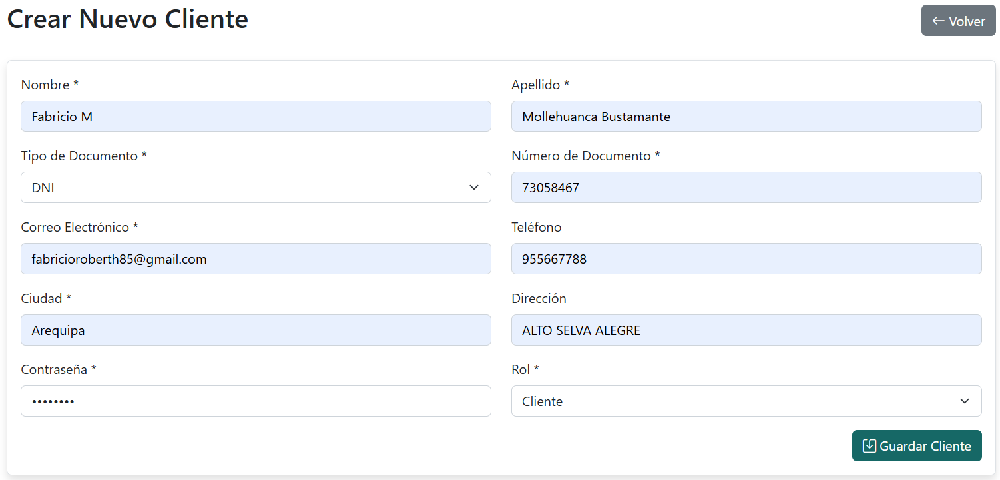 Crear Nuevo Cliente
← Volver
Nombre *
Apellido *
Fabricio M
Mollehuanca Bustamante
Tipo de Documento *
Número de Documento *
DNI
73058467
Correo Electrónico *
Teléfono
fabricioroberth85@gmail.com
955667788
Ciudad *
Dirección
Arequipa
ALTO SELVA ALEGRE
Contraseña *
Rol *
••••••••
Cliente
Guardar Cliente